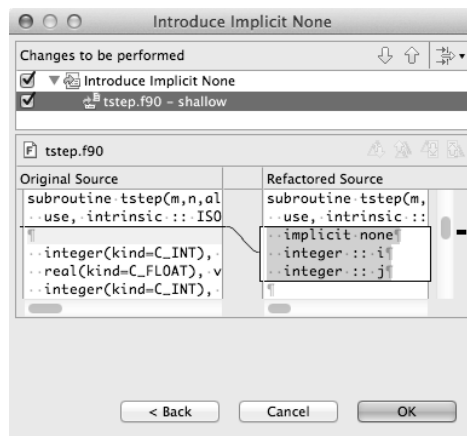 Introduce Implicit None
Changes to be performed
Introduce Implicit None
tstep.f90 – shallow
F tstep.f90
Original Source
subroutine·tstep(m,n,al
··use,·intrinsic·::·ISO
¶
··integer(kind=C_INT),·
··real(kind=C_FLOAT),·v
··integer(kind=C_INT),·
Refactored Source
subroutine·tstep(m,
··use,·intrinsic·::
··implicit·none¶
··integer·::·i¶
··integer·::·j¶
¶
< Back
Cancel
OK